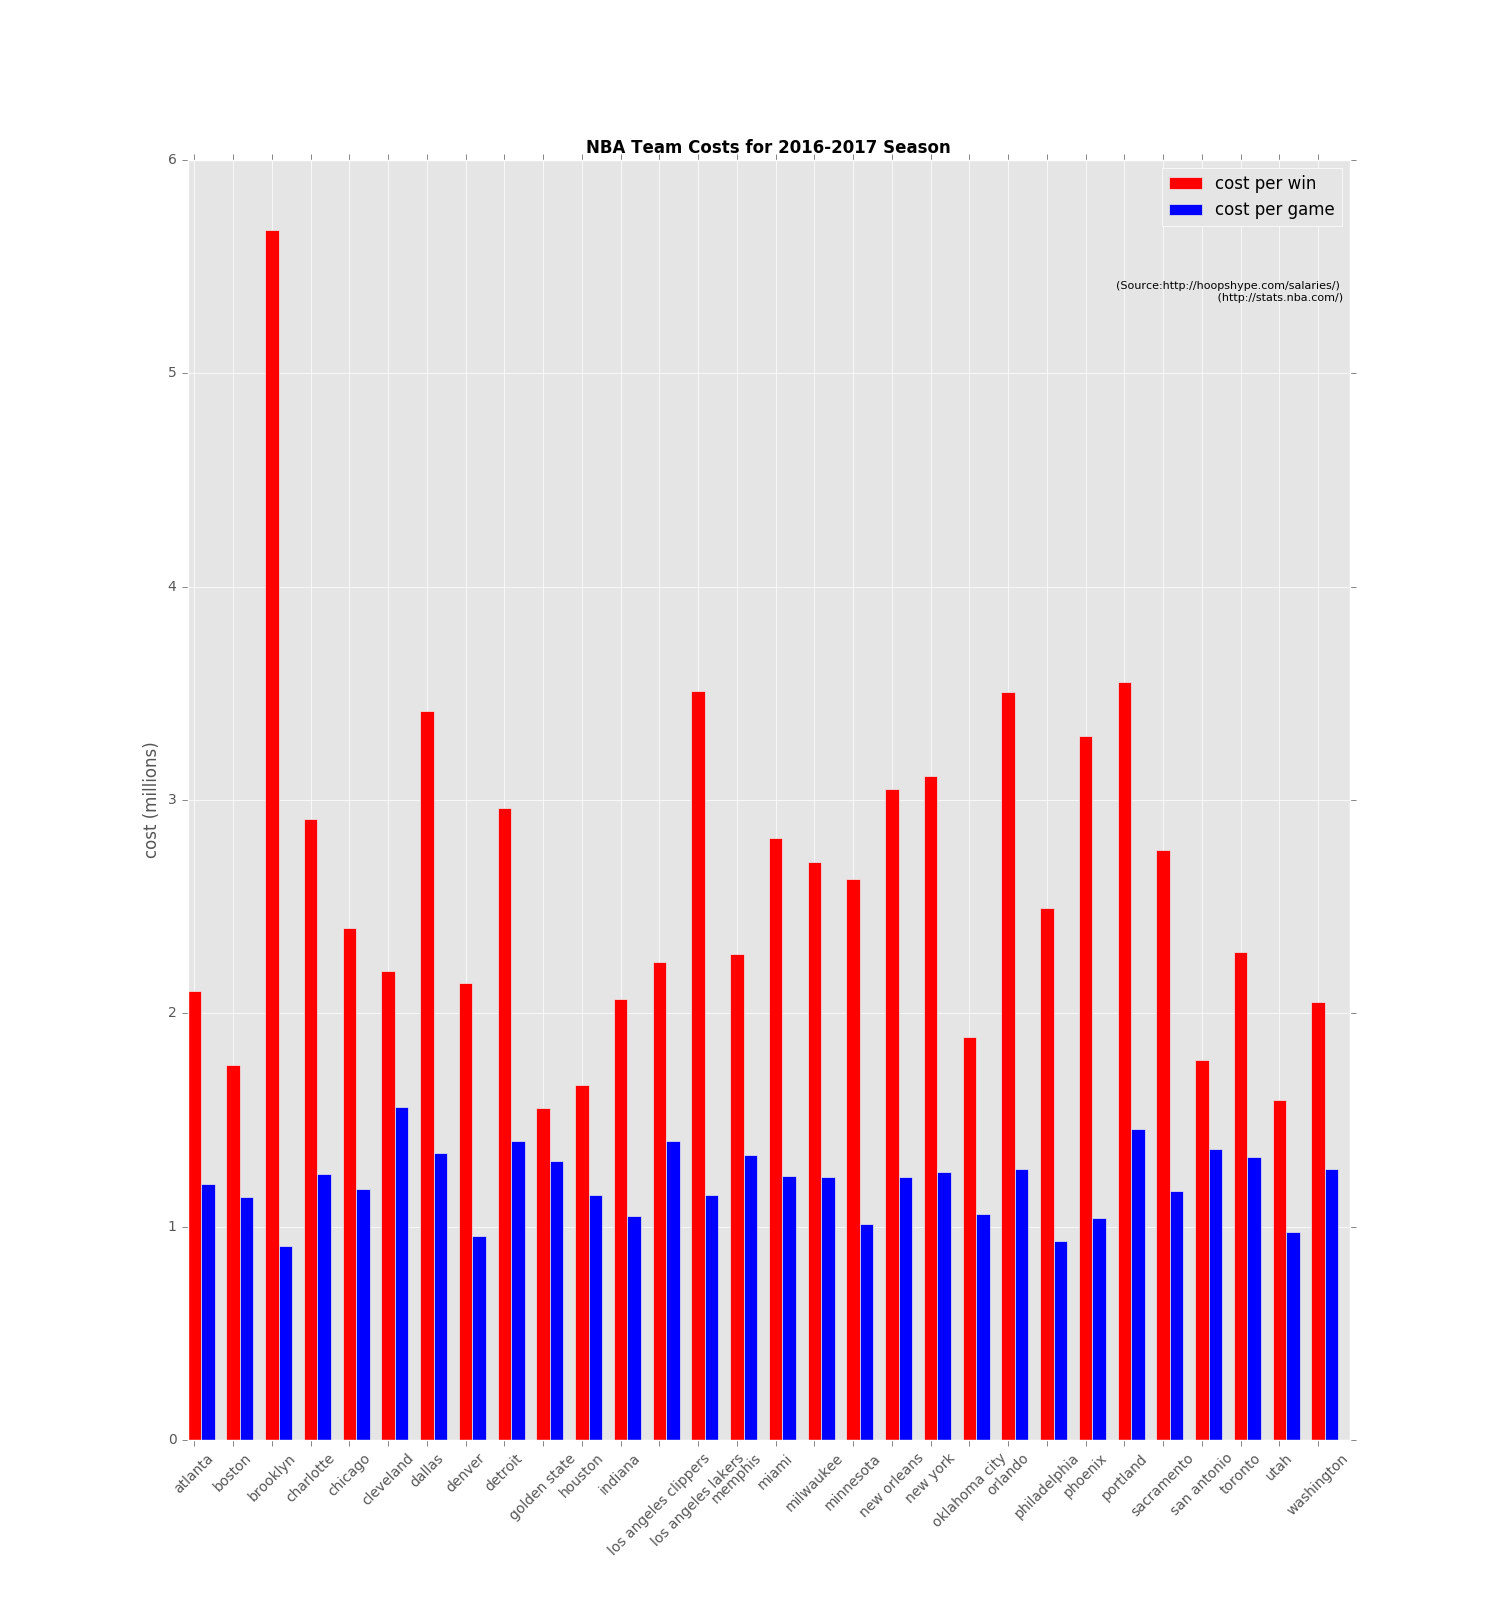 NBA Team Costs for 2016-2017 Season
6
5
4
3
2
1
0
cost (millions)
cost per win
cost per game
(Source:http://hoopshype.com/salaries/)
(http://stats.nba.com/)
atlanta
boston
brooklyn
charlotte
chicago
cleveland
dallas
denver
detroit
golden state
houston
indiana
los angeles clippers
los angeles lakers
memphis
miami
milwaukee
minnesota
new orleans
new york
oklahoma city
orlando
philadelphia
phoenix
portland
sacramento
san antonio
toronto
utah
washington